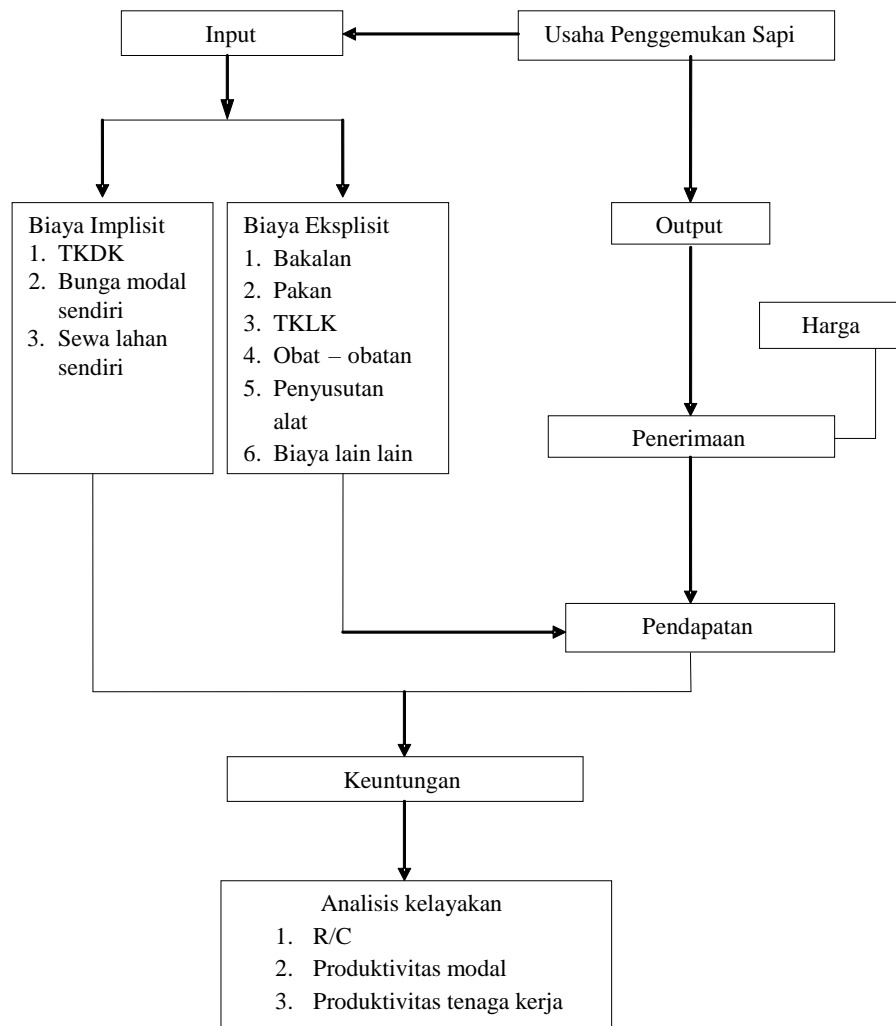 Input
Usaha Penggemukan Sapi
Biaya Implisit
1. TKDK
2. Bunga modal
sendiri
3. Sewa lahan
sendiri
Biaya Eksplisit
1. Bakalan
2. Pakan
3. TKLK
4. Obat – obatan
5. Penyusutan
alat
6. Biaya lain lain
Output
Harga
Penerimaan
Pendapatan
Keuntungan
Analisis kelayakan
1. R/C
2. Produktivitas modal
3. Produktivitas tenaga kerja